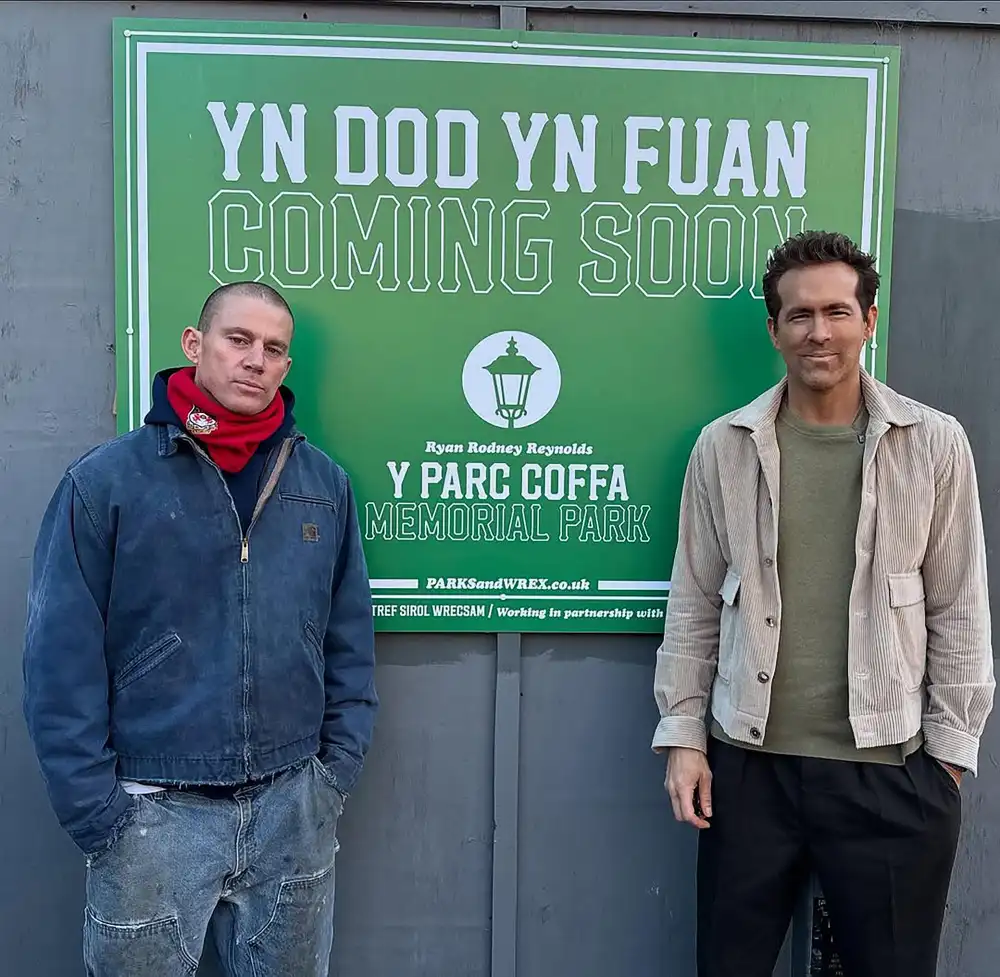 YN DOD YN FUAN
COMING SOON
Ryan Rodney Reynolds
Y PARC COFFA
MEMORIAL PARK
PARKSandWREX.co.uk
TREF SIROL WRECSAM / Working in partnership with